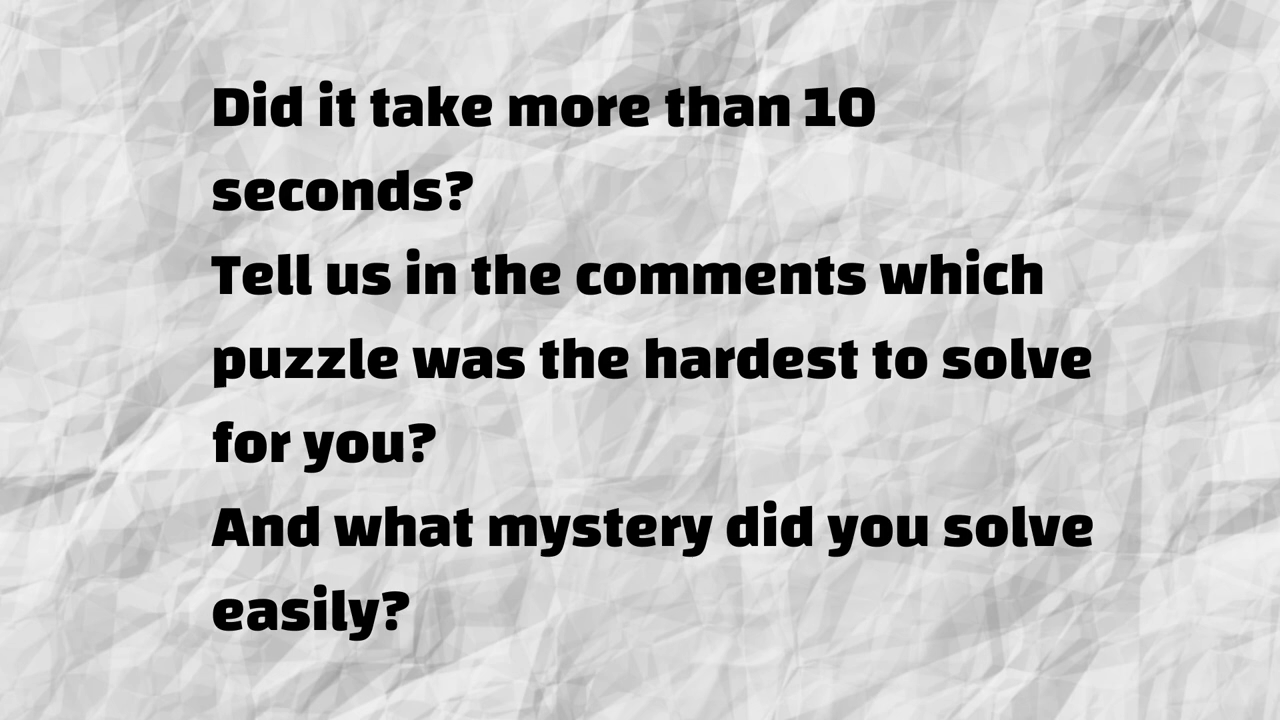 Did it take more than 10
seconds?
Tell us in the comments which
puzzle was the hardest to solve
for you?
And what mystery did you solve
easily?